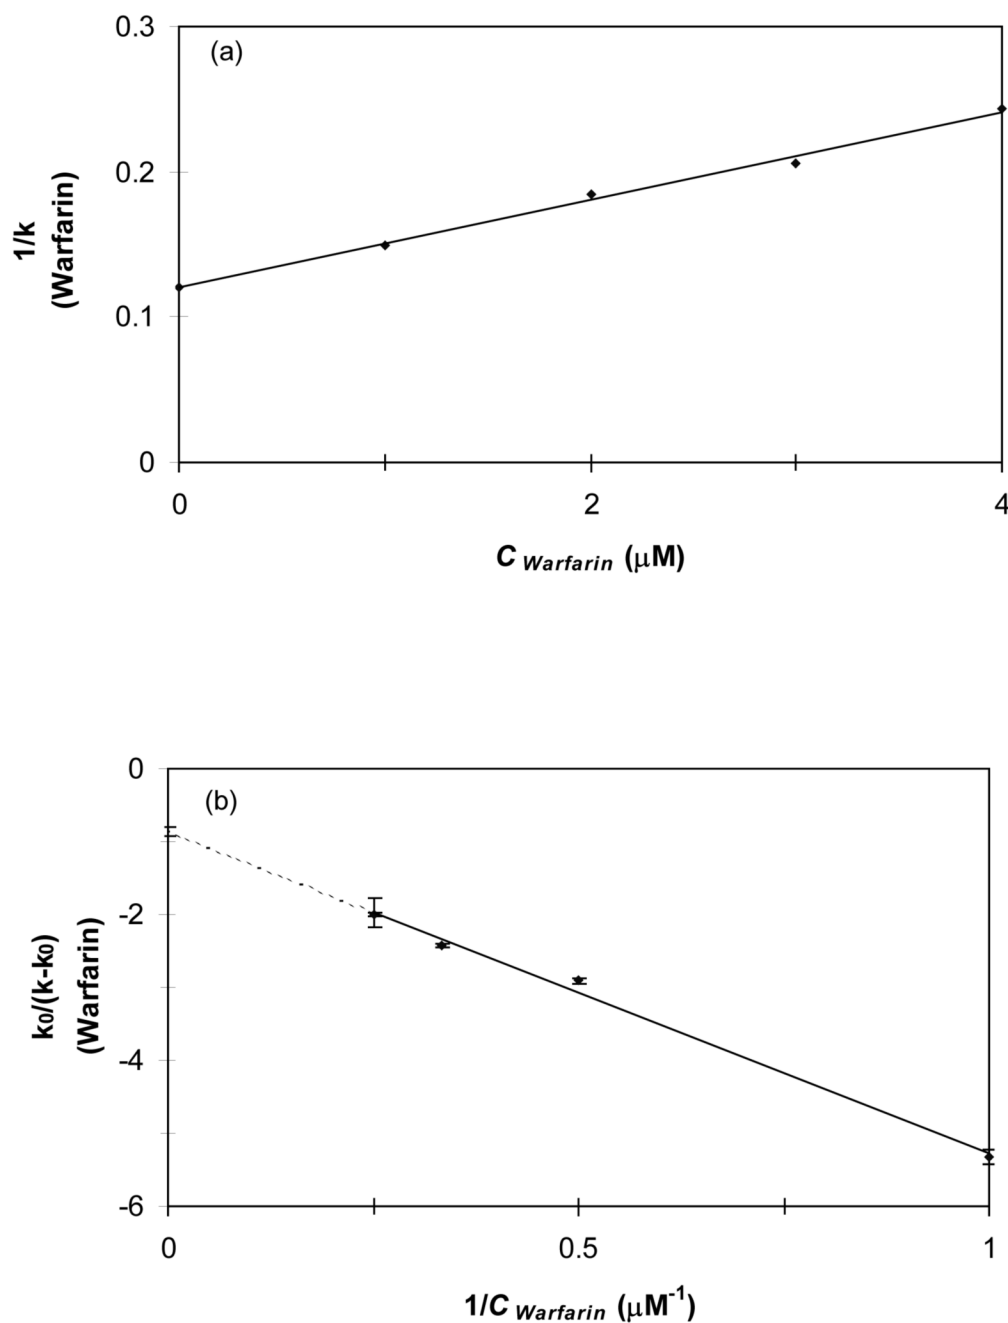 (a)
0.3
0.2
0.1
0
1/k
(Warfarin)
0
2
4
C Warfarin (μM)
(b)
0
-2
-4
-6
k0/(k-k0)
(Warfarin)
0
0.5
1
1/C Warfarin (μM-1)